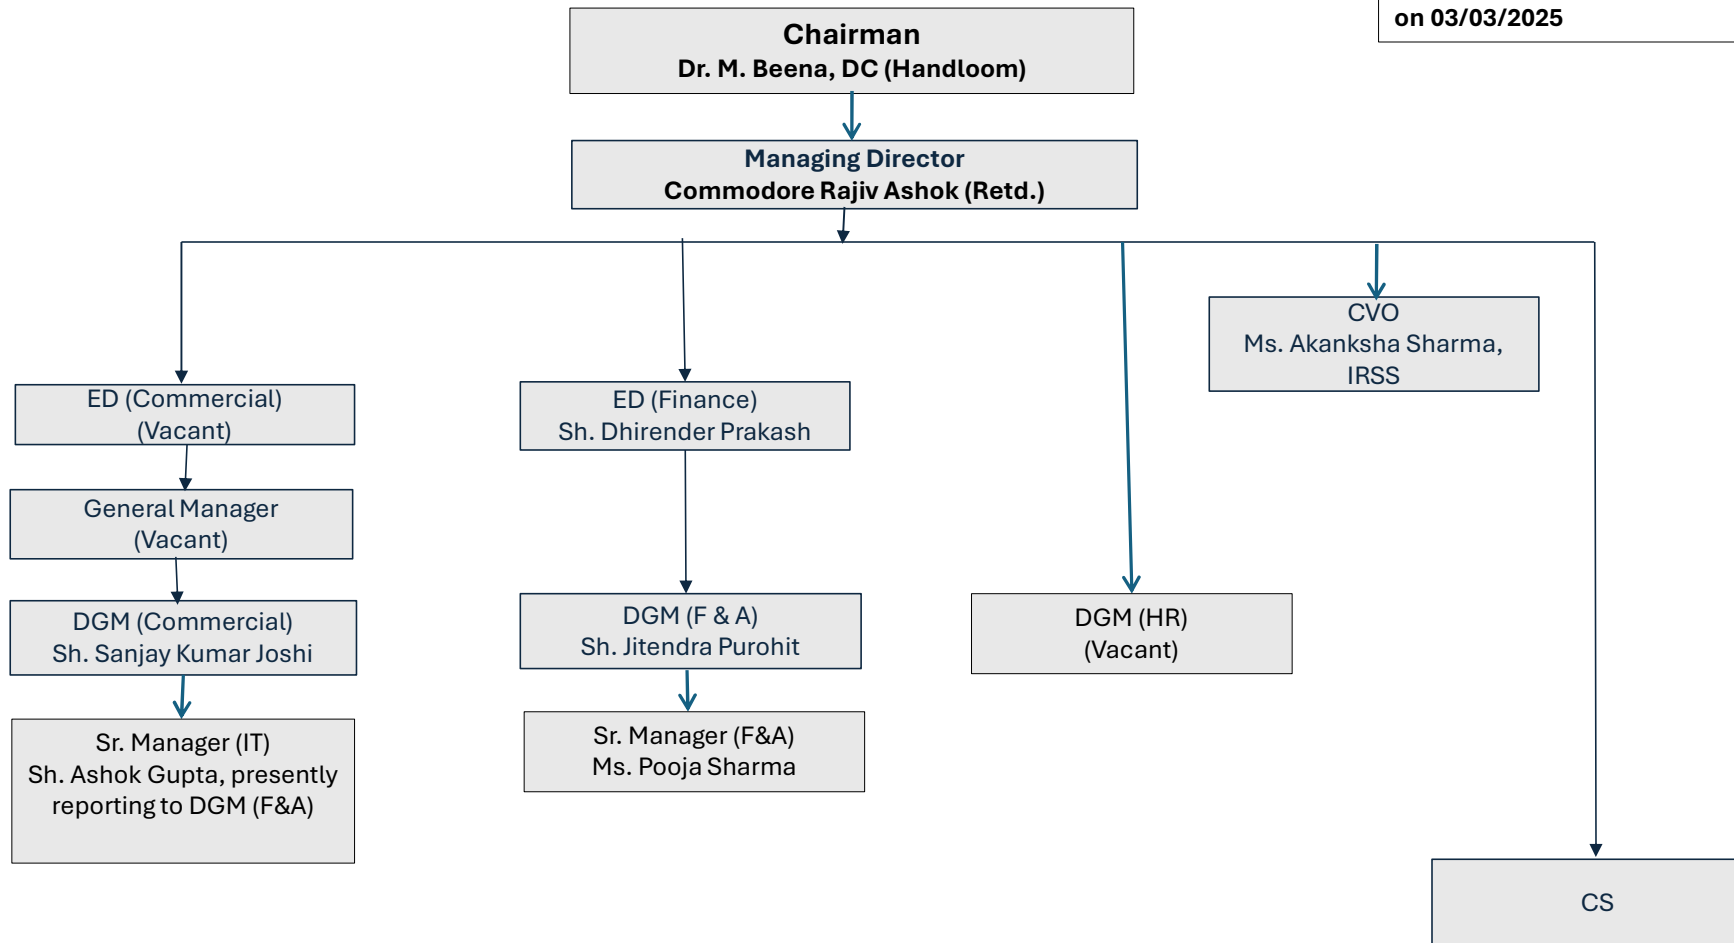 on 03/03/2025
Chairman
Dr. M. Beena, DC (Handloom)
Managing Director
Commodore Rajiv Ashok (Retd.)
CVO
Ms. Akanksha Sharma,
IRSS
ED (Commercial)
(Vacant)
ED (Finance)
Sh. Dhirender Prakash
General Manager
(Vacant)
DGM (Commercial)
Sh. Sanjay Kumar Joshi
DGM (F & A)
Sh. Jitendra Purohit
DGM (HR)
(Vacant)
Sr. Manager (IT)
Sh. Ashok Gupta, presently
reporting to DGM (F&A)
Sr. Manager (F&A)
Ms. Pooja Sharma
CS